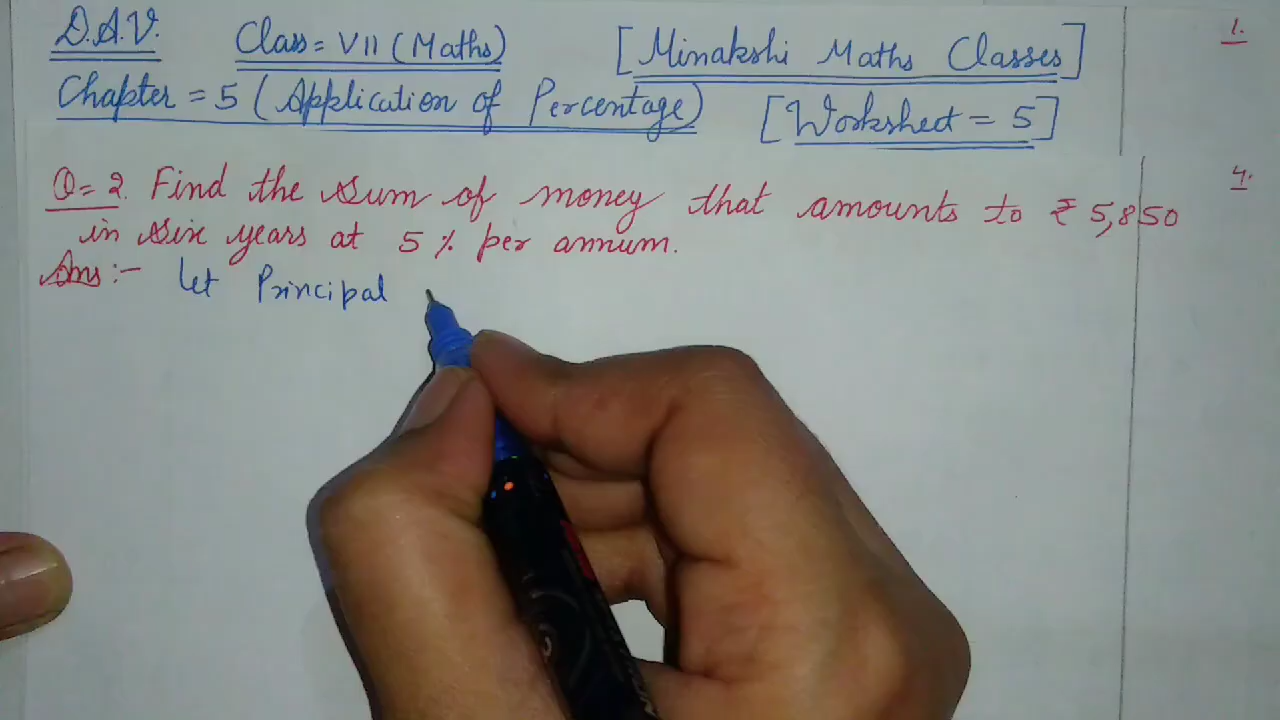 D.A.V. Class = VII (Maths) [Minakshi Maths Classes] 1.
Chapter = 5 (Application of Percentage) [Worksheet = 5]
Q=2. Find the sum of money that amounts to ₹ 5,850 4.
in six years at 5 % per annum.
Ans :- Let Principal